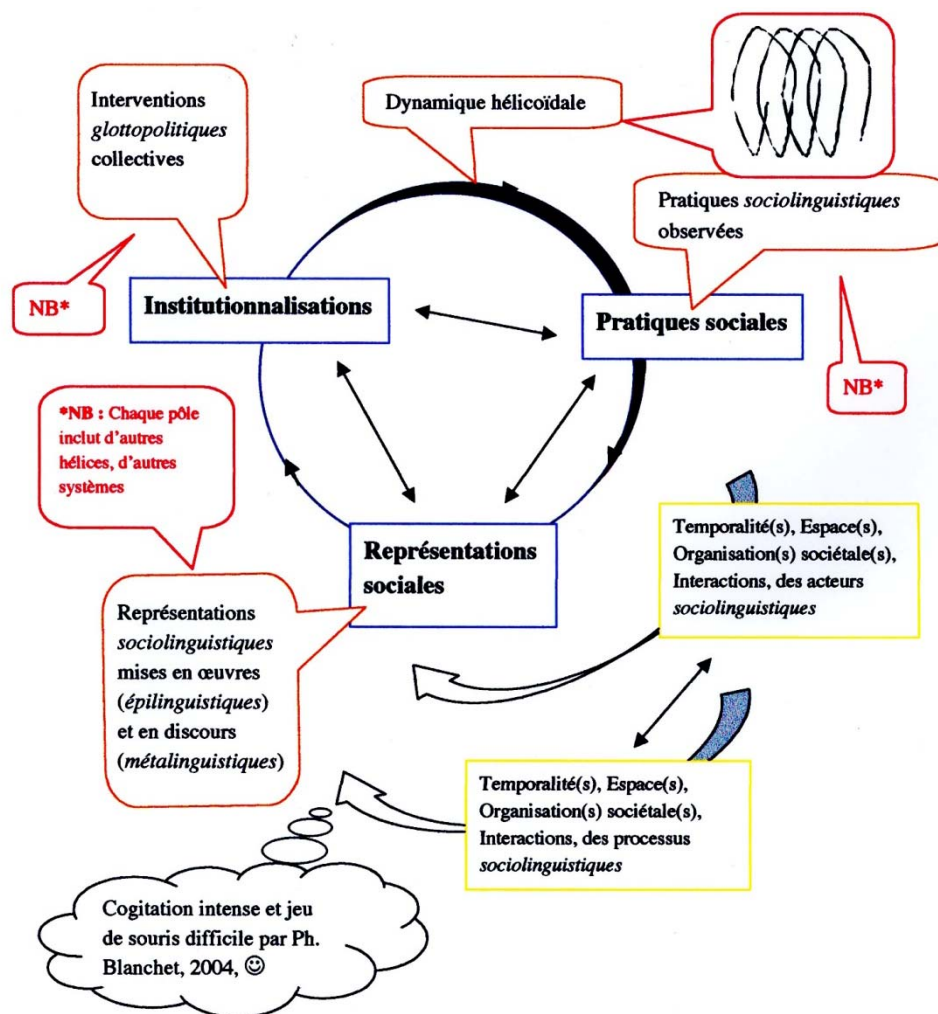 Interventions
glottopolitiques
collectives
Dynamique hélicoïdale
Pratiques sociolinguistiques
observées
NB*
Institutionnalisations
Pratiques sociales
NB*
*NB : Chaque pôle
inclut d'autres
hélices, d'autres
systèmes
Représentations
sociales
Temporalité(s), Espace(s),
Organisation(s) sociétale(s),
Interactions, des acteurs
sociolinguistiques
Représentations
sociolinguistiques
mises en œuvres
(épilinguistiques)
et en discours
(métalinguistiques)
Temporalité(s), Espace(s),
Organisation(s) sociétale(s),
Interactions, des processus
sociolinguistiques
Cogitation intense et jeu
de souris difficile par Ph.
Blanchet, 2004, ☺